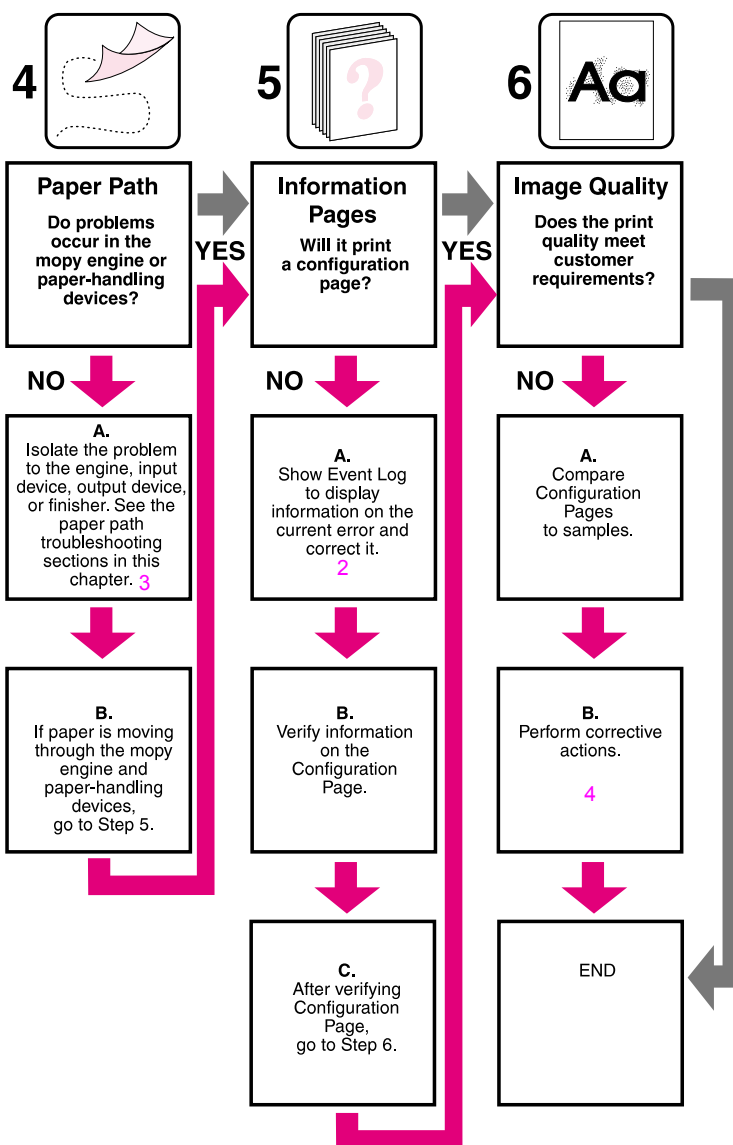 4
Paper Path
Do problems
occur in the
mopy engine or
paper-handling
devices?
YES
NO
A.
Isolate the problem
to the engine, input
device, output device,
or finisher. See the
paper path
troubleshooting
sections in this
chapter. 3
B.
If paper is moving
through the mopy
engine and
paper-handling
devices,
go to Step 5.
5
?
Information
Pages
Will it print
a configuration
page?
YES
NO
A.
Show Event Log
to display
information on the
current error and
correct it.
2
B.
Verify information
on the
Configuration
Page.
C.
After verifying
Configuration
Page,
go to Step 6.
6
Aa
Image Quality
Does the print
quality meet
customer
requirements?
NO
A.
Compare
Configuration
Pages
to samples.
B.
Perform corrective
actions.
4
END